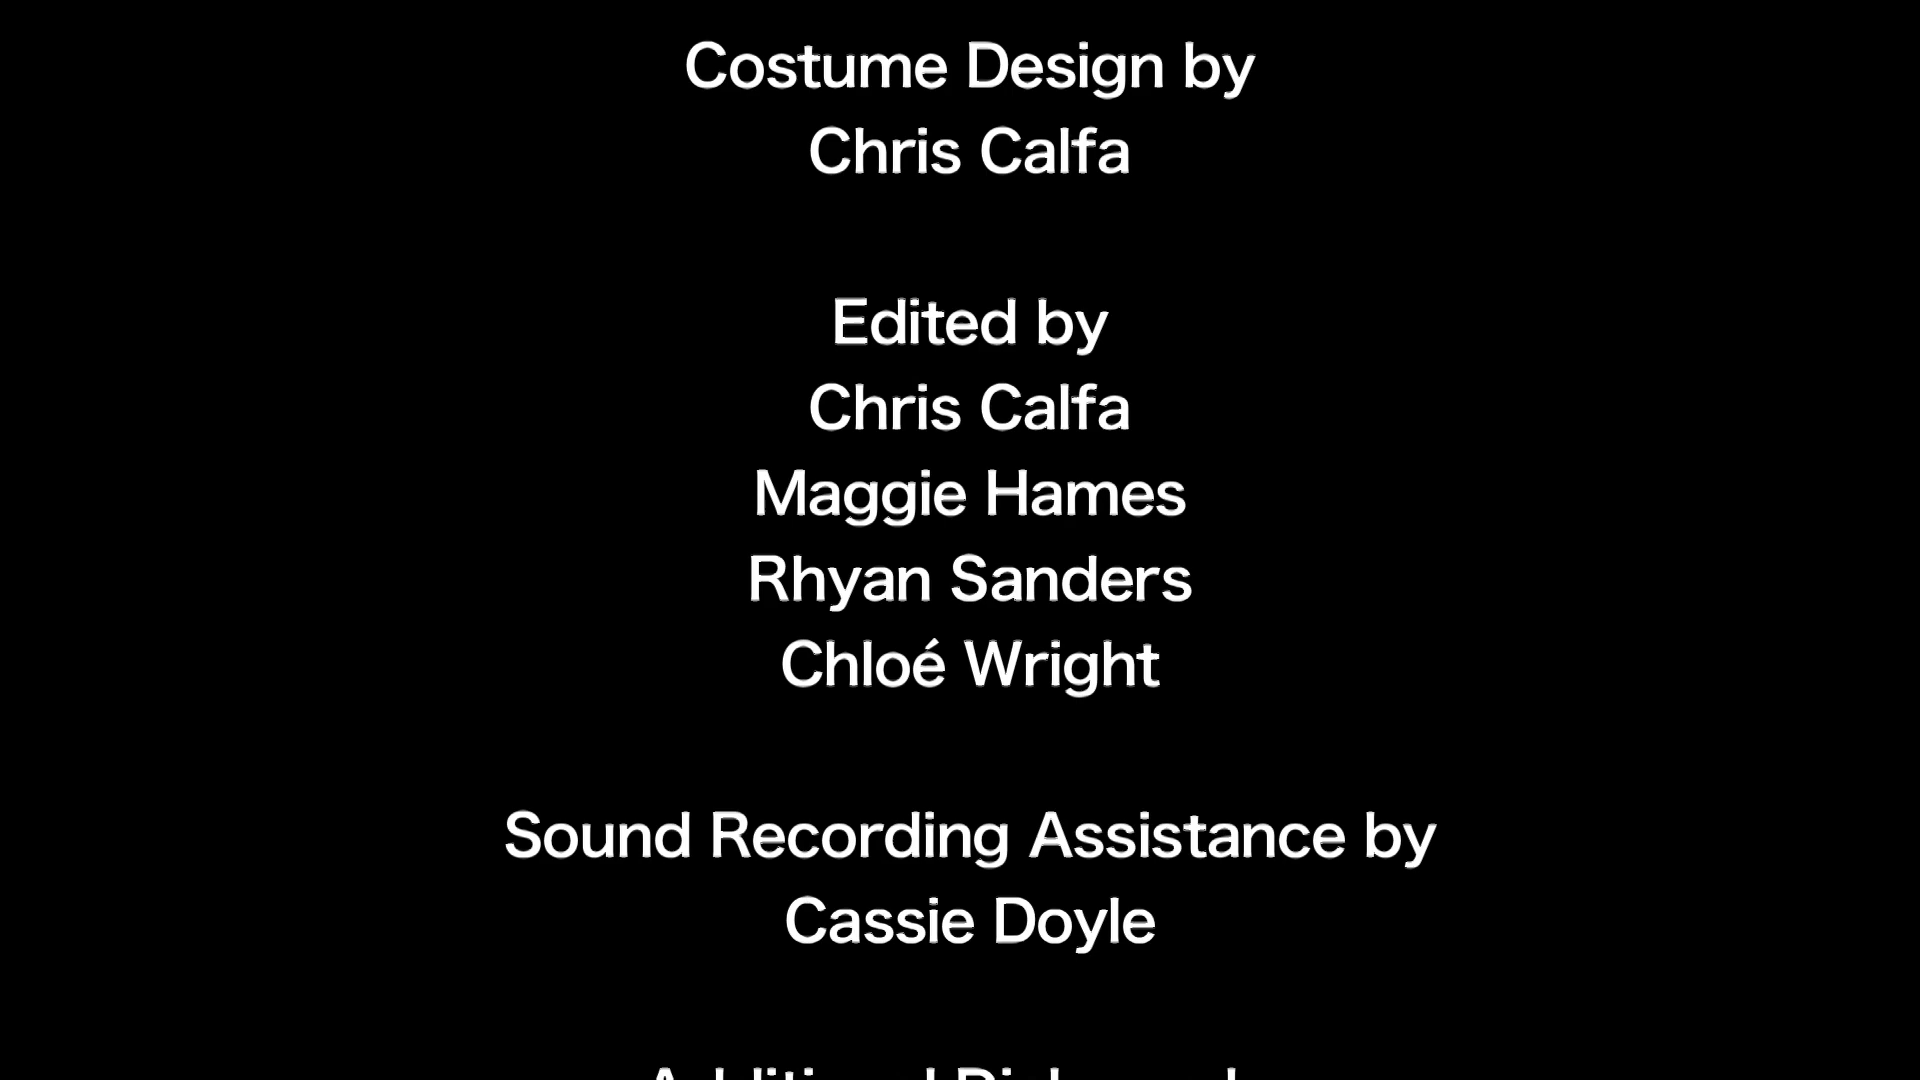 Costume Design by
Chris Calfa
Edited by
Chris Calfa
Maggie Hames
Rhyan Sanders
Chloé Wright
Sound Recording Assistance by
Cassie Doyle
Additional